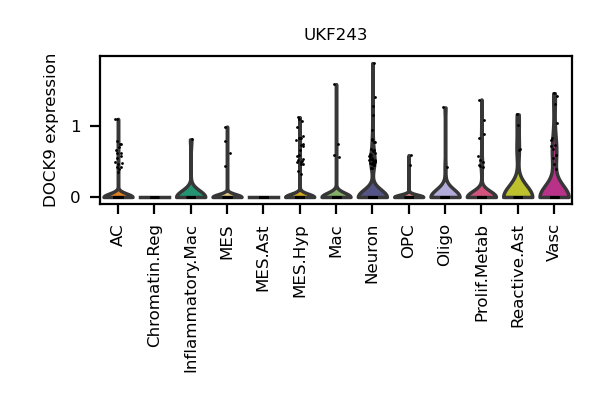 UKF243
DOCK9 expression
1
0
AC
Chromatin.Reg
Inflammatory.Mac
MES
MES.Ast
MES.Hyp
Mac
Neuron
OPC
Oligo
Prolif.Metab
Reactive.Ast
Vasc